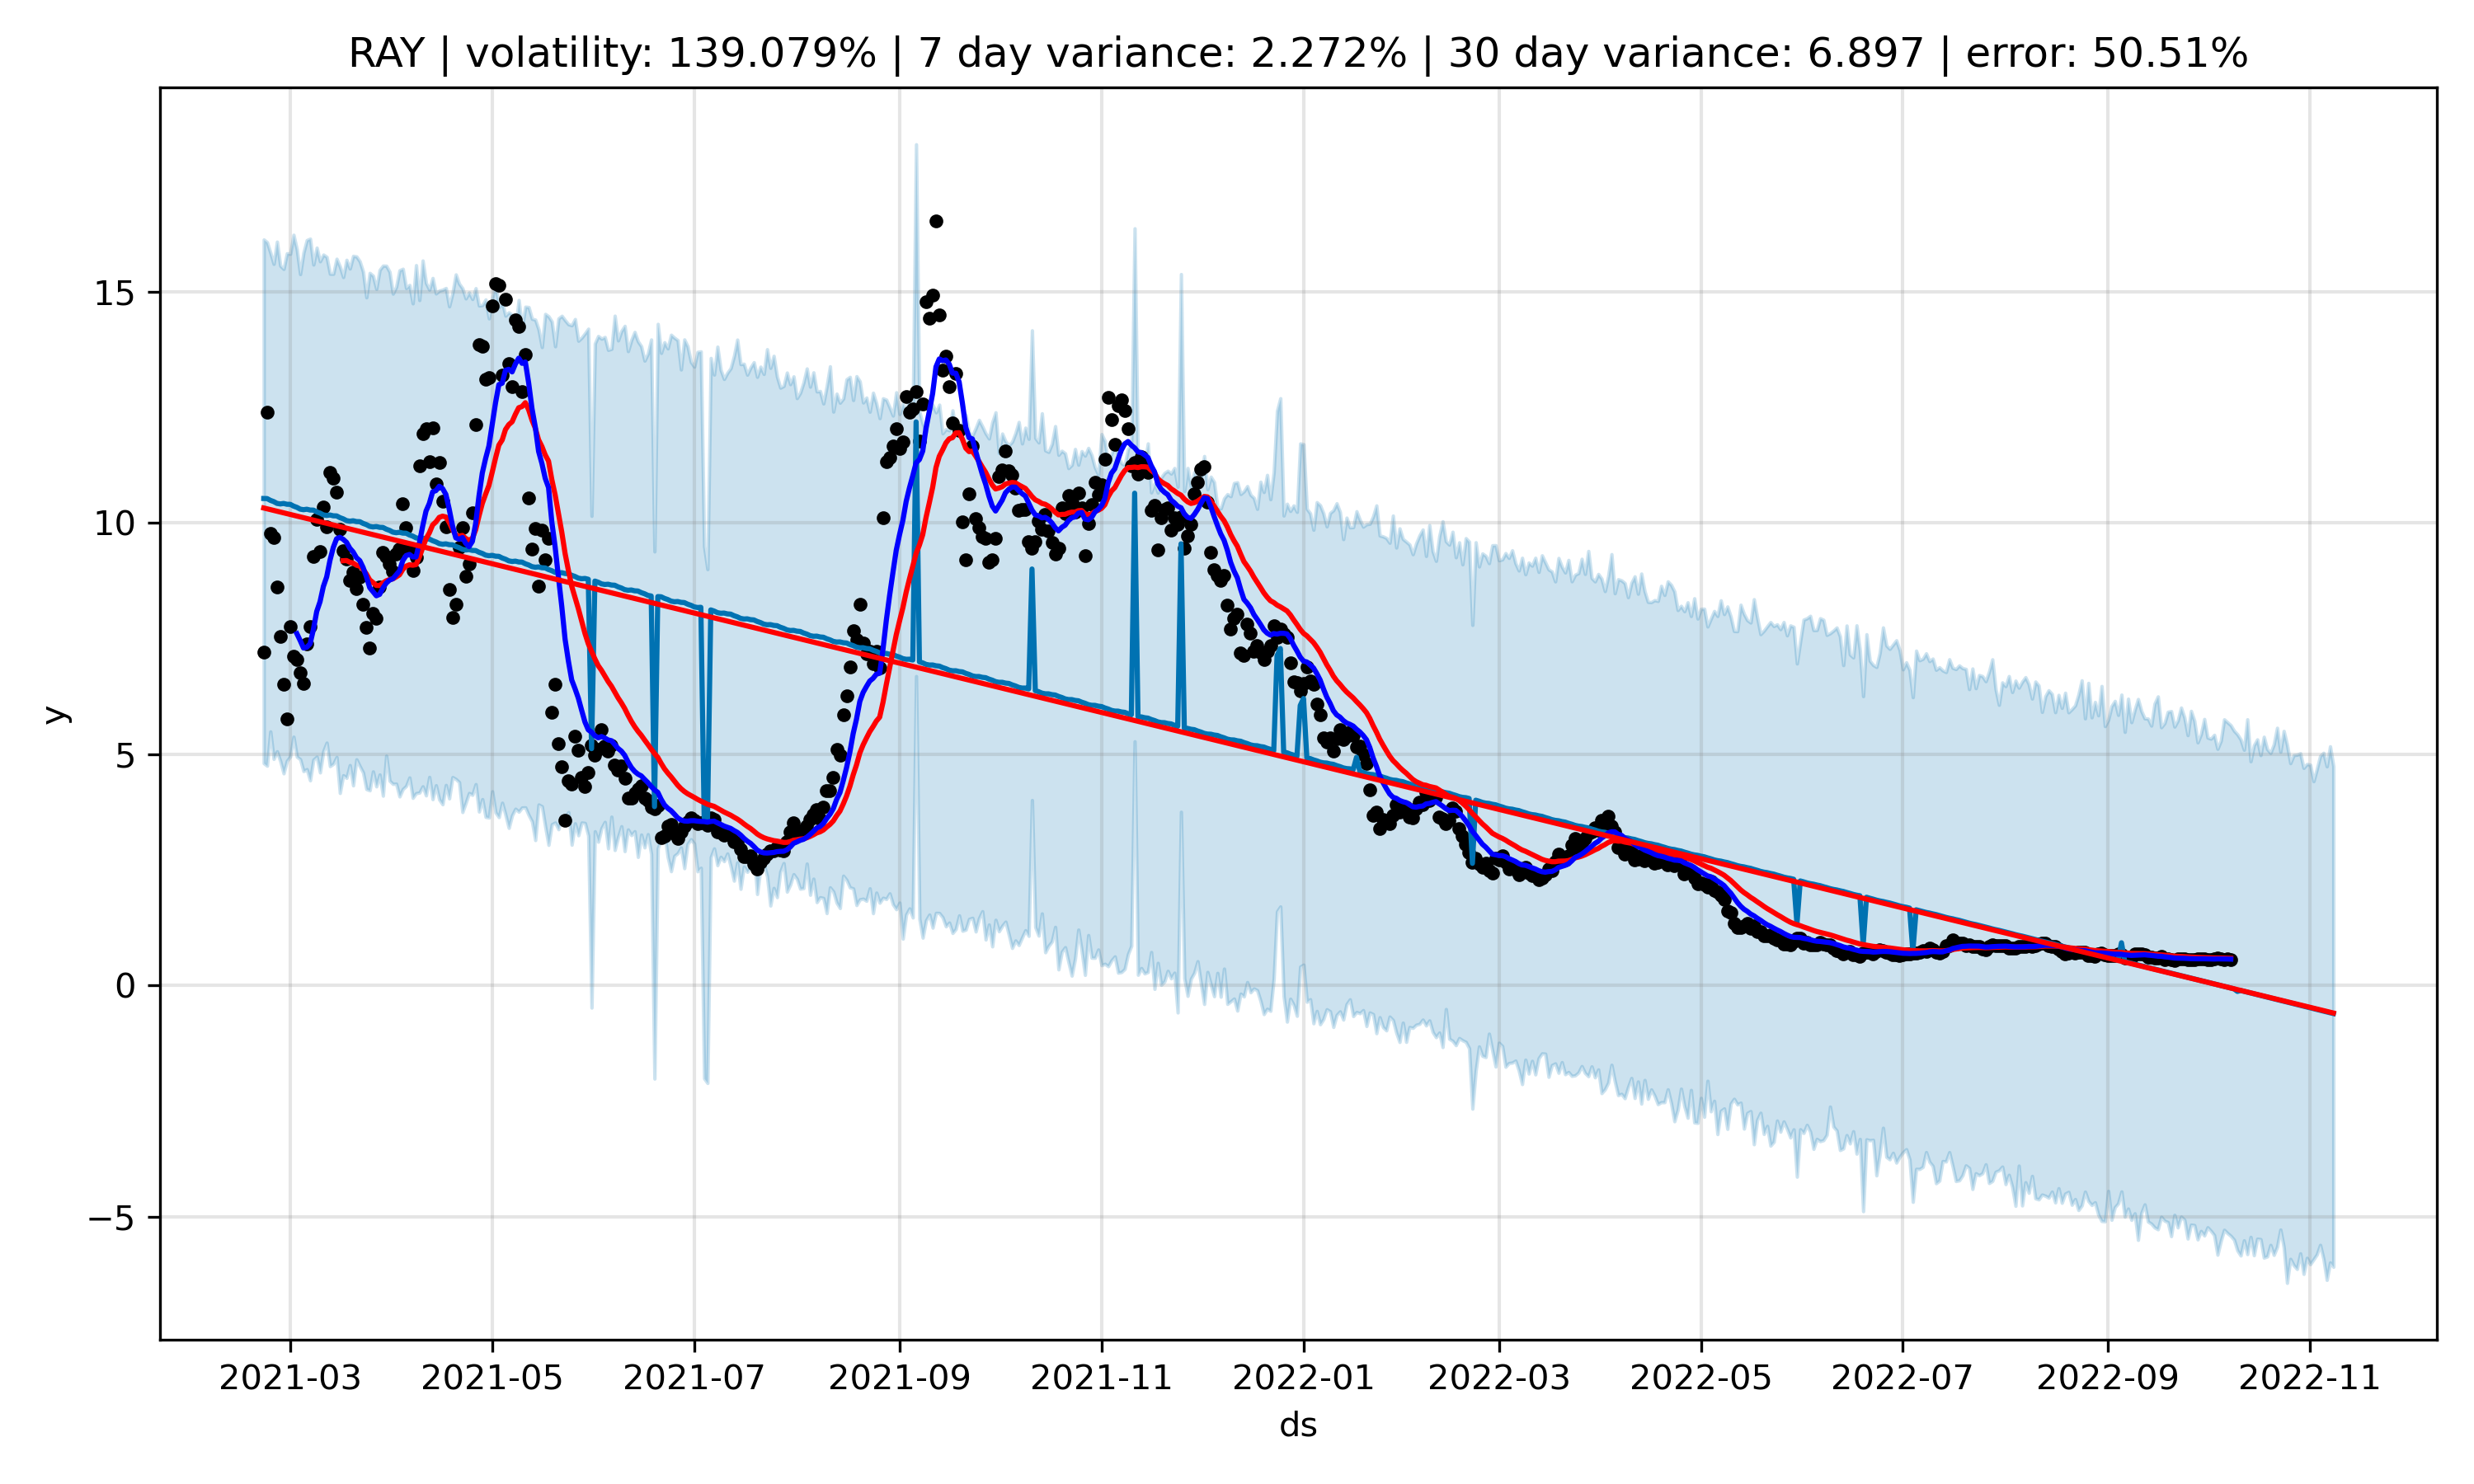 RAY | volatility: 139.079% | 7 day variance: 2.272% | 30 day variance: 6.897 | error: 50.51%
15
10
5
0
−5
y
2021-03 2021-05 2021-07 2021-09 2021-11 2022-01 2022-03 2022-05 2022-07 2022-09 2022-11
ds